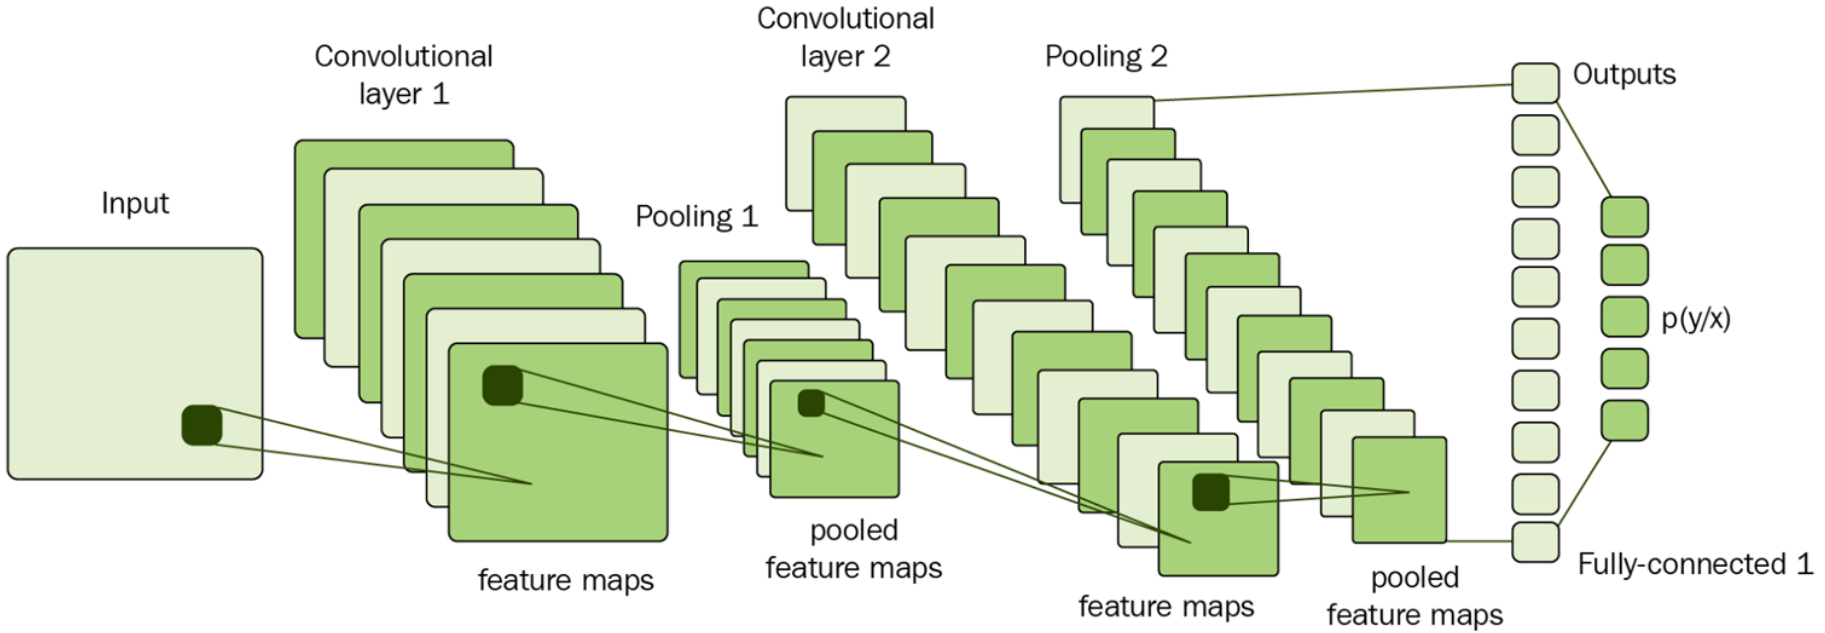 Input
Convolutional
layer 1
feature maps
Pooling 1
pooled
feature maps
Convolutional
layer 2
feature maps
Pooling 2
pooled
feature maps
Outputs
p(y/x)
Fully-connected 1